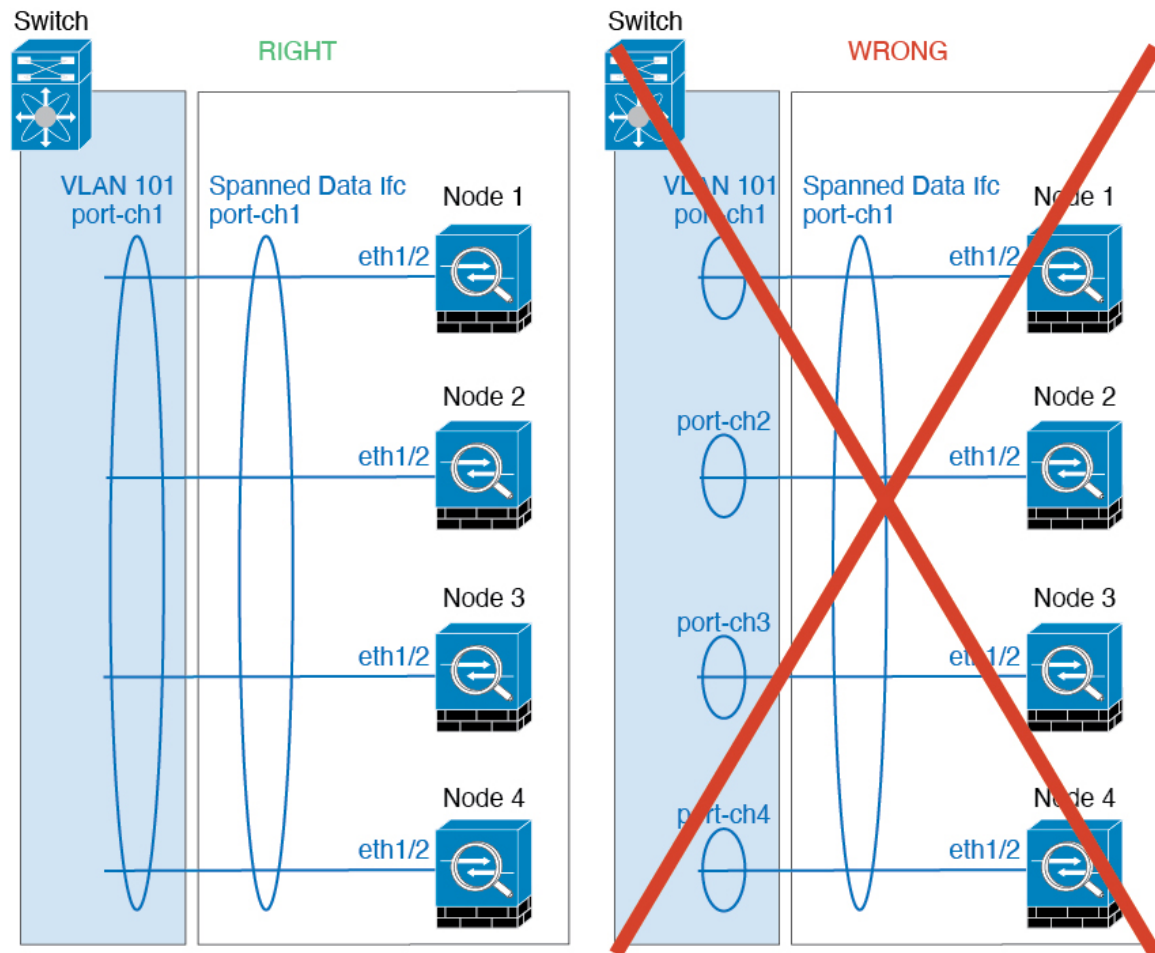 Switch
RIGHT
VLAN 101
port-ch1
Spanned Data Ifc
port-ch1
Node 1
eth1/2
Node 2
eth1/2
Node 3
eth1/2
Node 4
eth1/2
Switch
WRONG
VLAN 101
port-ch1
Spanned Data Ifc
port-ch1
Node 1
eth1/2
port-ch2
Node 2
eth1/2
port-ch3
Node 3
eth1/2
port-ch4
Node 4
eth1/2